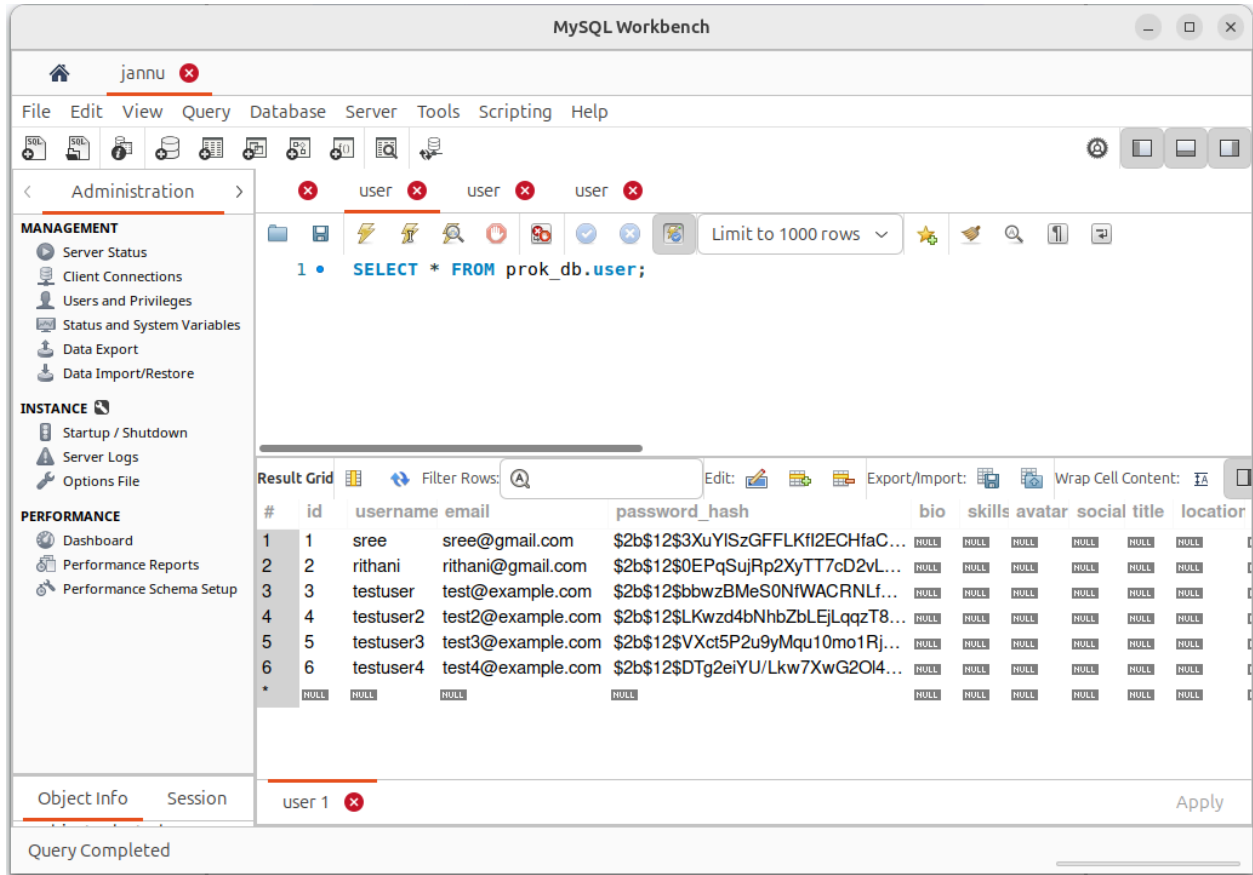 MySQL Workbench
jannu
File Edit View Query Database Server Tools Scripting Help
Administration
user user user
MANAGEMENT
Server Status
Client Connections
Users and Privileges
Status and System Variables
Data Export
Data Import/Restore
INSTANCE
Startup / Shutdown
Server Logs
Options File
PERFORMANCE
Dashboard
Performance Reports
Performance Schema Setup
Limit to 1000 rows
1 SELECT * FROM prok_db.user;
Result Grid Filter Rows: Edit: Export/Import: Wrap Cell Content:
# id username email password_hash bio skills avatar social title location
1 1 sree sree@gmail.com $2b$12$3XuYlSzGFFLKfI2ECHfaC... NULL NULL NULL NULL NULL NULL
2 2 rithani rithani@gmail.com $2b$12$0EPqSujRp2XyTT7cD2vL... NULL NULL NULL NULL NULL NULL
3 3 testuser test@example.com $2b$12$bbwzBMeS0NfWACRNLf... NULL NULL NULL NULL NULL NULL
4 4 testuser2 test2@example.com $2b$12$LKwzd4bNhbZbLEjLqqzT8... NULL NULL NULL NULL NULL NULL
5 5 testuser3 test3@example.com $2b$12$VXct5P2u9yMqu10mo1Rj... NULL NULL NULL NULL NULL NULL
6 6 testuser4 test4@example.com $2b$12$DTg2eiYU/Lkw7XwG2Ol4... NULL NULL NULL NULL NULL NULL
* NULL NULL NULL NULL NULL NULL NULL NULL NULL NULL
Object Info Session
user 1 Apply
Query Completed